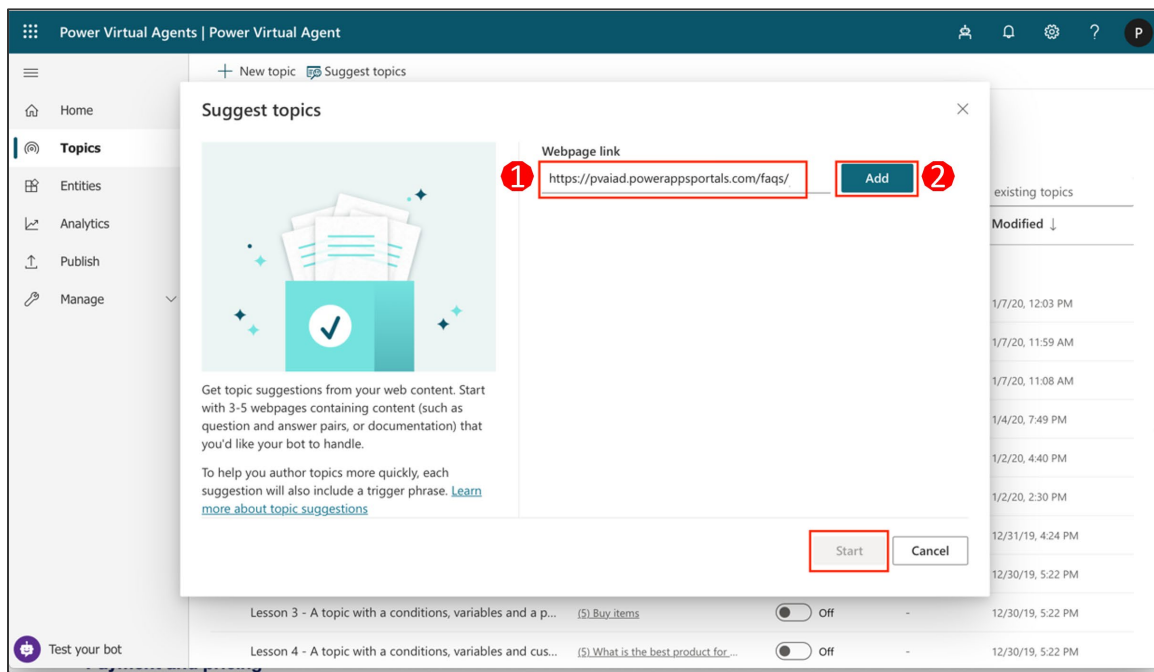 Power Virtual Agents | Power Virtual Agent
? P
New topic Suggest topics
Home
Topics
Entities
Analytics
Publish
Manage
Test your bot
Suggest topics
Get topic suggestions from your web content. Start
with 3-5 webpages containing content (such as
question and answer pairs, or documentation) that
you'd like your bot to handle.
To help you author topics more quickly, each
suggestion will also include a trigger phrase. Learn
more about topic suggestions
Webpage link
1 https://pvaiad.powerappsportals.com/faqs/ Add 2
Start Cancel
existing topics
Modified ↓
1/7/20, 12:03 PM
1/7/20, 11:59 AM
1/7/20, 11:08 AM
1/4/20, 7:49 PM
1/2/20, 4:40 PM
1/2/20, 2:30 PM
12/31/19, 4:24 PM
12/30/19, 5:22 PM
Lesson 3 - A topic with a conditions, variables and a p... (5) Buy items Off - 12/30/19, 5:22 PM
Lesson 4 - A topic with a conditions, variables and cus... (5) What is the best product for ... Off - 12/30/19, 5:22 PM